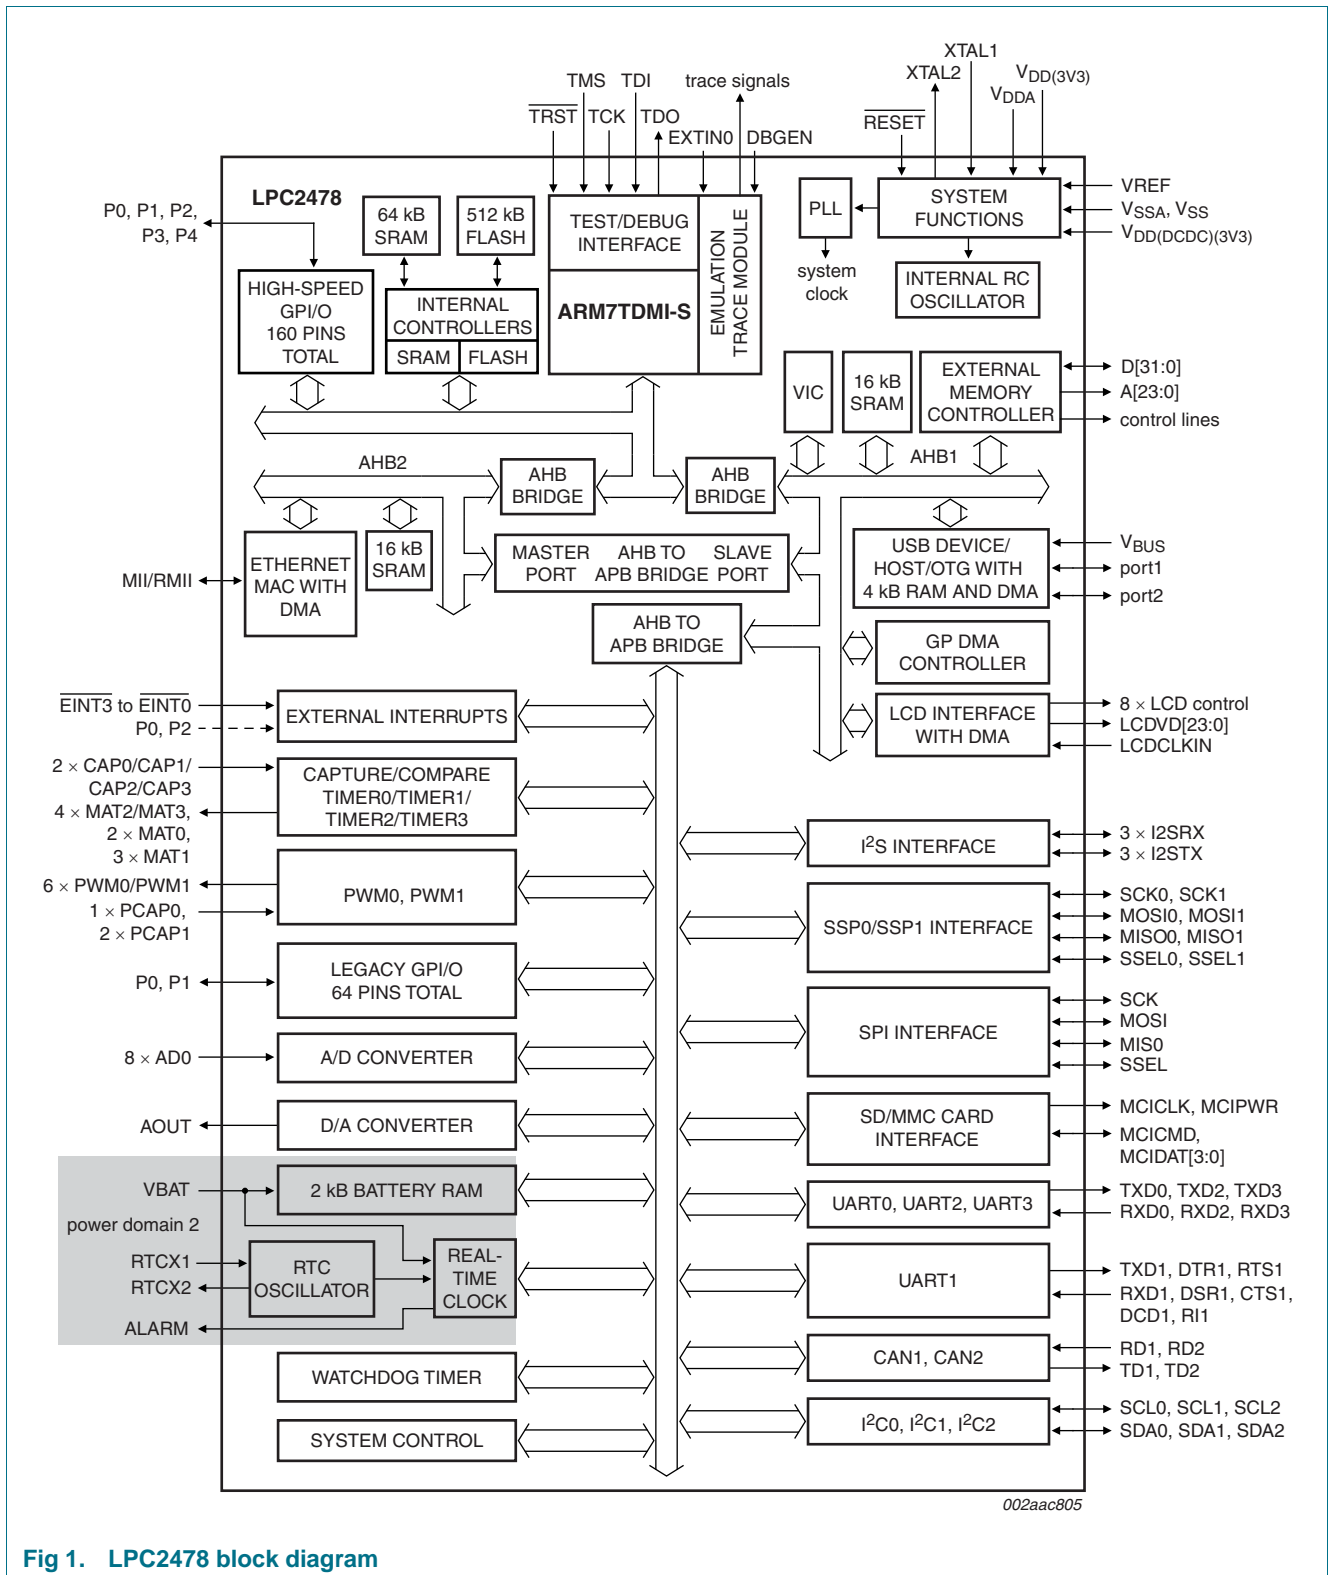 XTAL1
XTAL2
VDD(3V3)
VDDA
RESET
TMS TDI trace signals
TRST TCK TDO
EXTIN0 DBGEN
LPC2478
P0, P1, P2,
P3, P4
64 kB
SRAM
512 kB
FLASH
TEST/DEBUG
INTERFACE
EMULATION
TRACE MODULE
PLL
SYSTEM
FUNCTIONS
VREF
VSSA, VSS
VDD(DCDC)(3V3)
system
clock
INTERNAL RC
OSCILLATOR
HIGH-SPEED
GPI/O
160 PINS
TOTAL
INTERNAL
CONTROLLERS
SRAM FLASH
ARM7TDMI-S
VIC
16 kB
SRAM
EXTERNAL
MEMORY
CONTROLLER
D[31:0]
A[23:0]
control lines
AHB2
AHB
BRIDGE
AHB
BRIDGE
AHB1
ETHERNET
MAC WITH
DMA
MII/RMII
16 kB
SRAM
MASTER
PORT
AHB TO
APB BRIDGE
SLAVE
PORT
USB DEVICE/
HOST/OTG WITH
4 kB RAM AND DMA
VBUS
port1
port2
AHB TO
APB BRIDGE
GP DMA
CONTROLLER
LCD INTERFACE
WITH DMA
8 × LCD control
LCDVD[23:0]
LCDCLKIN
EINT3 to EINT0
P0, P2
EXTERNAL INTERRUPTS
2 × CAP0/CAP1/
CAP2/CAP3
4 × MAT2/MAT3,
2 × MAT0,
3 × MAT1
CAPTURE/COMPARE
TIMER0/TIMER1/
TIMER2/TIMER3
6 × PWM0/PWM1
1 × PCAP0,
2 × PCAP1
PWM0, PWM1
P0, P1
LEGACY GPI/O
64 PINS TOTAL
8 × AD0
A/D CONVERTER
AOUT
D/A CONVERTER
VBAT
2 kB BATTERY RAM
power domain 2
RTCX1
RTCX2
RTC
OSCILLATOR
REAL-
TIME
CLOCK
ALARM
WATCHDOG TIMER
SYSTEM CONTROL
I2S INTERFACE
3 × I2SRX
3 × I2STX
SSP0/SSP1 INTERFACE
SCK0, SCK1
MOSI0, MOSI1
MISO0, MISO1
SSEL0, SSEL1
SPI INTERFACE
SCK
MOSI
MIS0
SSEL
SD/MMC CARD
INTERFACE
MCICLK, MCIPWR
MCICMD,
MCIDAT[3:0]
UART0, UART2, UART3
TXD0, TXD2, TXD3
RXD0, RXD2, RXD3
UART1
TXD1, DTR1, RTS1
RXD1, DSR1, CTS1,
DCD1, RI1
CAN1, CAN2
RD1, RD2
TD1, TD2
I2C0, I2C1, I2C2
SCL0, SCL1, SCL2
SDA0, SDA1, SDA2
002aac805
Fig 1. LPC2478 block diagram